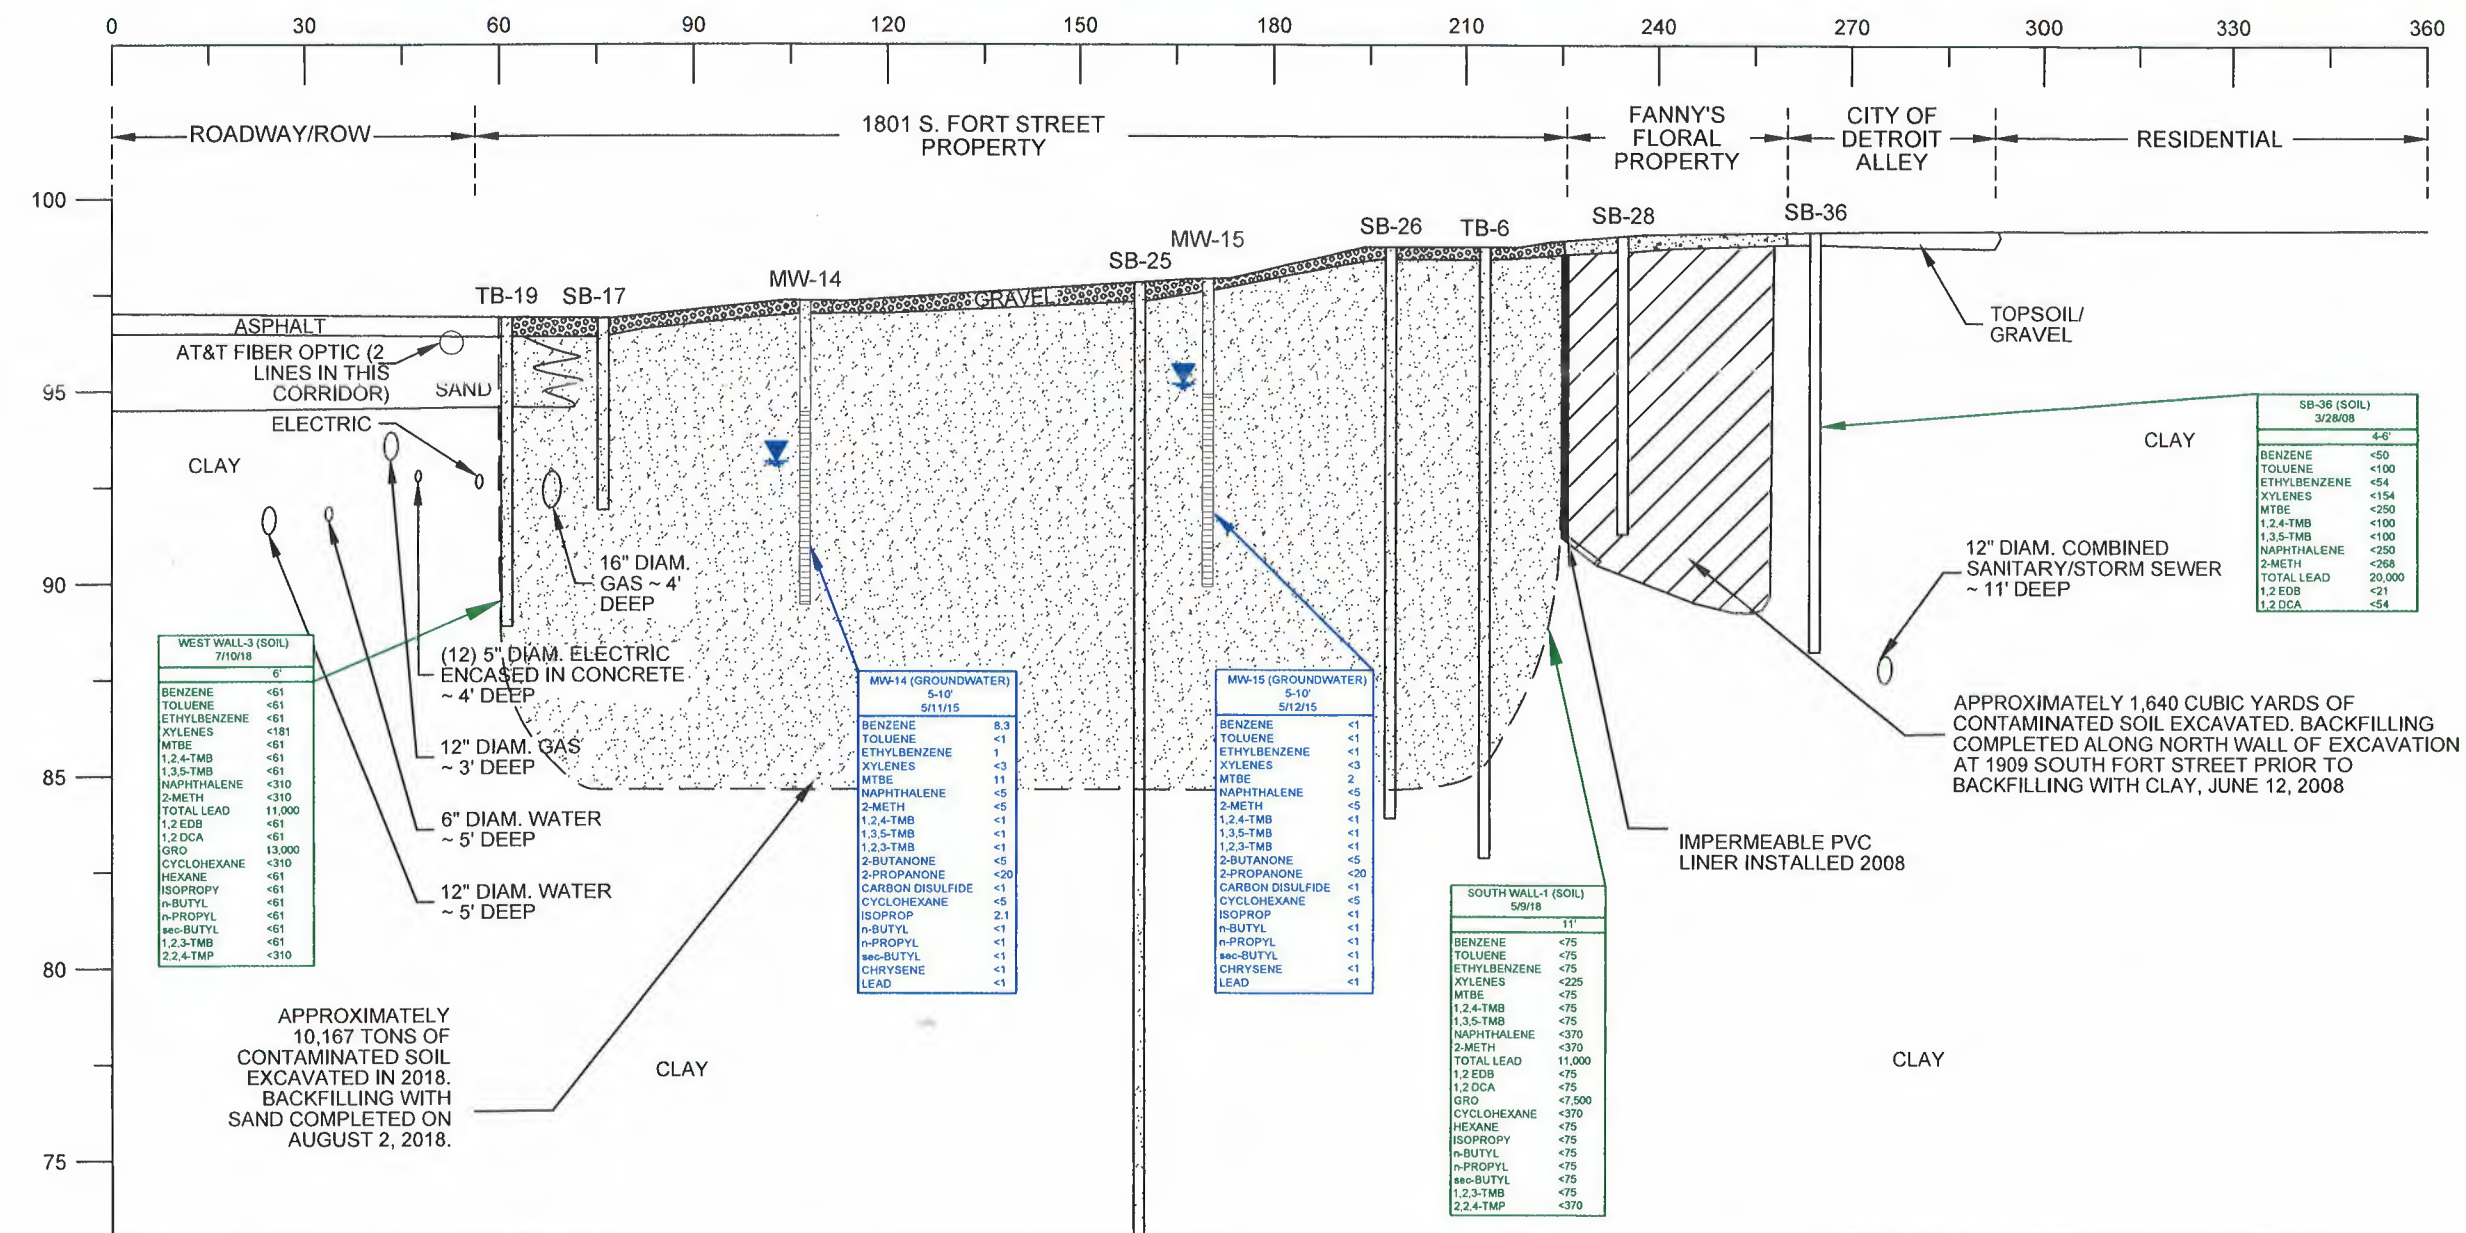 0 30 60 90 120 150 180 210 240 270 300 330 360
ROADWAY/ROW
1801 S. FORT STREET
PROPERTY
FANNY'S
FLORAL
PROPERTY
CITY OF
DETROIT
ALLEY
RESIDENTIAL
100
95
90
85
80
75
TB-19
SB-17
MW-14
SB-25
MW-15
SB-26
TB-6
SB-28
SB-36
GRAVEL
ASPHALT
AT&T FIBER OPTIC (2
LINES IN THIS
CORRIDOR)
SAND
ELECTRIC
CLAY
TOPSOIL/
GRAVEL
CLAY
16" DIAM.
GAS ~ 4'
DEEP
(12) 5" DIAM. ELECTRIC
ENCASED IN CONCRETE
~ 4' DEEP
12" DIAM. GAS
~ 3' DEEP
6" DIAM. WATER
~ 5' DEEP
12" DIAM. WATER
~ 5' DEEP
12" DIAM. COMBINED
SANITARY/STORM SEWER
~ 11' DEEP
APPROXIMATELY 1,640 CUBIC YARDS OF
CONTAMINATED SOIL EXCAVATED. BACKFILLING
COMPLETED ALONG NORTH WALL OF EXCAVATION
AT 1909 SOUTH FORT STREET PRIOR TO
BACKFILLING WITH CLAY, JUNE 12, 2008
IMPERMEABLE PVC
LINER INSTALLED 2008
APPROXIMATELY
10,167 TONS OF
CONTAMINATED SOIL
EXCAVATED IN 2018.
BACKFILLING WITH
SAND COMPLETED ON
AUGUST 2, 2018.
CLAY
CLAY
WEST WALL-3 (SOIL)
7/10/18
6'
BENZENE <61
TOLUENE <61
ETHYLBENZENE <61
XYLENES <181
MTBE <61
1,2,4-TMB <61
1,3,5-TMB <61
NAPHTHALENE <310
2-METH <310
TOTAL LEAD 11,000
1,2 EDB <61
1,2 DCA <61
GRO 13,000
CYCLOHEXANE <310
HEXANE <61
ISOPROPY <61
n-BUTYL <61
n-PROPYL <61
sec-BUTYL <61
1,2,3-TMB <61
2,2,4-TMP <310
MW-14 (GROUNDWATER)
5-10'
5/11/15
BENZENE 8.3
TOLUENE <1
ETHYLBENZENE 1
XYLENES <3
MTBE 11
NAPHTHALENE <5
2-METH <5
1,2,4-TMB <1
1,3,5-TMB <1
1,2,3-TMB <1
2-BUTANONE <5
2-PROPANONE <20
CARBON DISULFIDE <1
CYCLOHEXANE <5
ISOPROP 2.1
n-BUTYL <1
n-PROPYL <1
sec-BUTYL <1
CHRYSENE <1
LEAD <1
MW-15 (GROUNDWATER)
5-10'
5/12/15
BENZENE <1
TOLUENE <1
ETHYLBENZENE <1
XYLENES <3
MTBE 2
NAPHTHALENE <5
2-METH <5
1,2,4-TMB <1
1,3,5-TMB <1
1,2,3-TMB <1
2-BUTANONE <5
2-PROPANONE <20
CARBON DISULFIDE <1
CYCLOHEXANE <5
ISOPROP <1
n-BUTYL <1
n-PROPYL <1
sec-BUTYL <1
CHRYSENE <1
LEAD <1
SOUTH WALL-1 (SOIL)
5/9/18
11'
BENZENE <75
TOLUENE <75
ETHYLBENZENE <75
XYLENES <225
MTBE <75
1,2,4-TMB <75
1,3,5-TMB <75
NAPHTHALENE <370
2-METH <370
TOTAL LEAD 11,000
1,2 EDB <75
1,2 DCA <75
GRO <7,500
CYCLOHEXANE <370
HEXANE <75
ISOPROPY <75
n-BUTYL <75
n-PROPYL <75
sec-BUTYL <75
1,2,3-TMB <75
2,2,4-TMP <370
SB-36 (SOIL)
3/28/08
4-6'
BENZENE <50
TOLUENE <100
ETHYLBENZENE <54
XYLENES <154
MTBE <250
1,2,4-TMB <100
1,3,5-TMB <100
NAPHTHALENE <250
2-METH <268
TOTAL LEAD 20,000
1,2 EDB <21
1,2 DCA <54